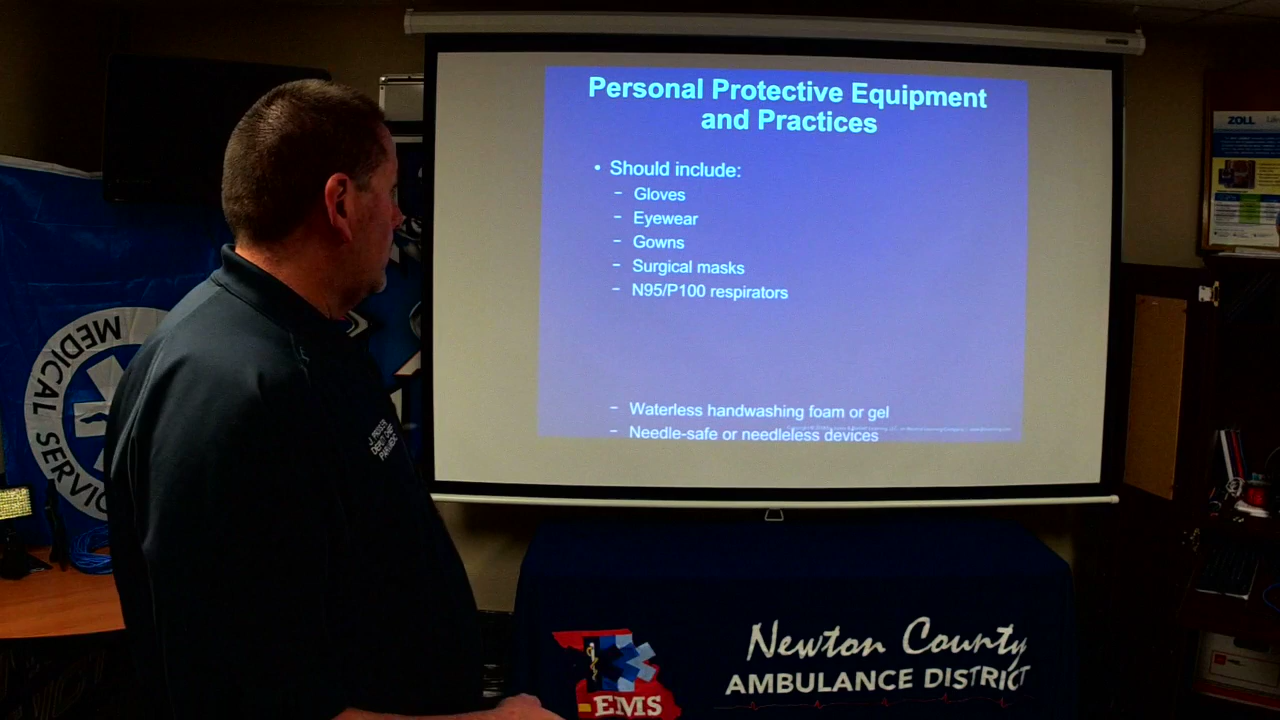 Personal Protective Equipment
and Practices
• Should include:
– Gloves
– Eyewear
– Gowns
– Surgical masks
– N95/P100 respirators
– Waterless handwashing foam or gel
– Needle-safe or needleless devices
MEDICAL SERVIC
ZOLL
Newton County
AMBULANCE DISTRICT
EMS